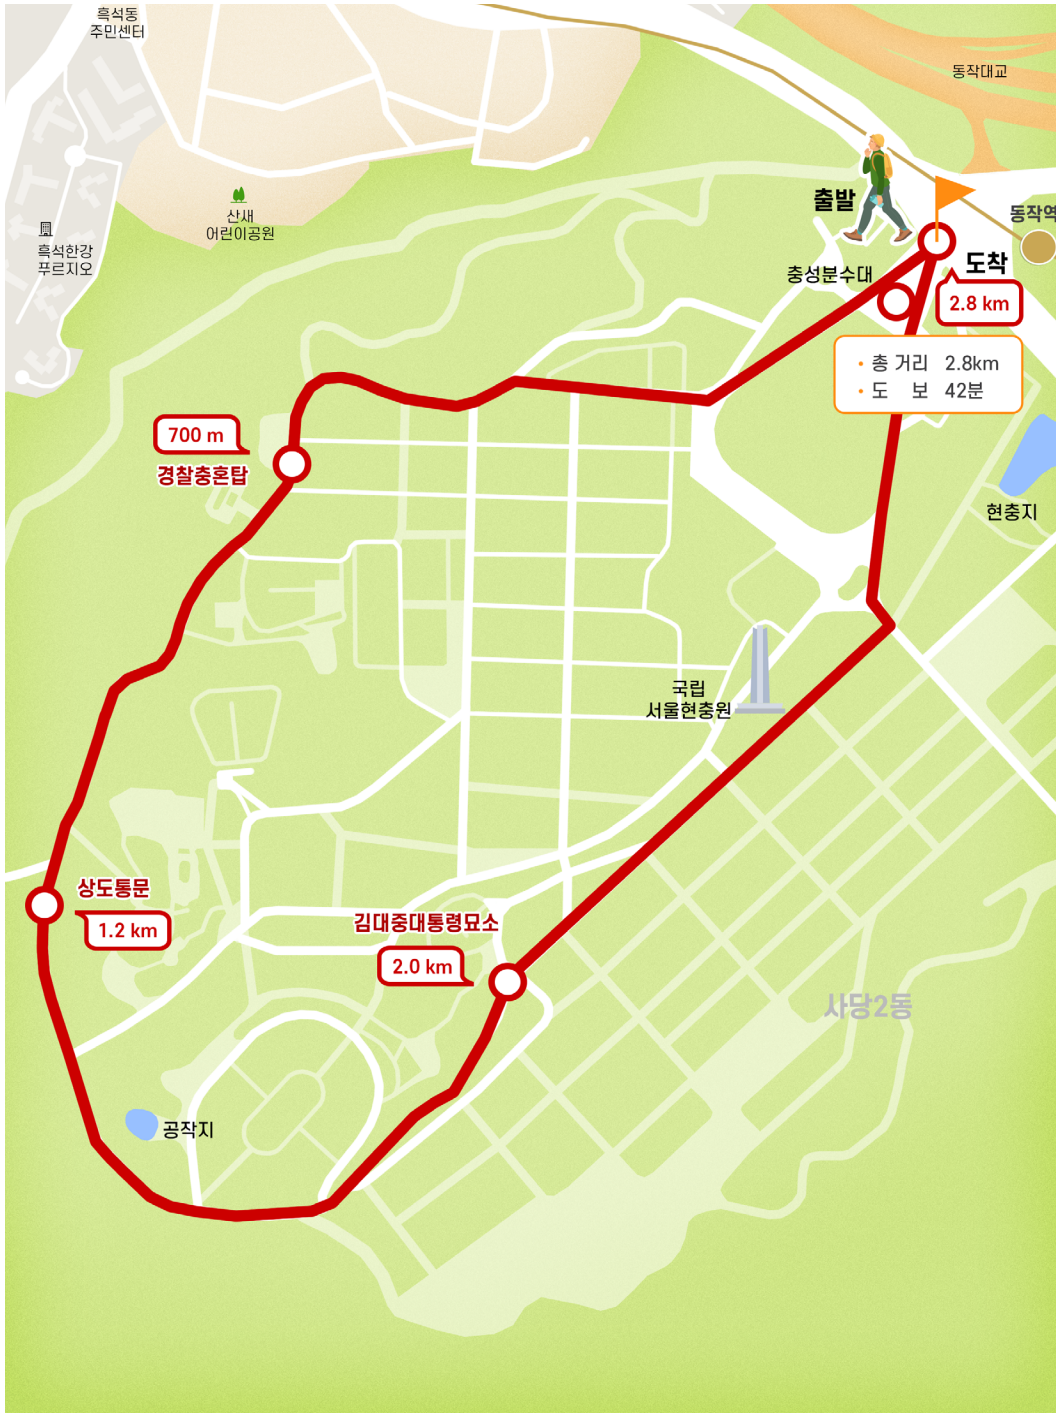 흑석동
주민센터
동작대교
산새
어린이공원
흑석한강
푸르지오
출발
동작역
도착
충성분수대
2.8 km
• 총 거리 2.8km
• 도 보 42분
700 m
경찰충혼탑
현충지
국립
서울현충원
상도통문
1.2 km
김대중대통령묘소
2.0 km
사당2동
공작지